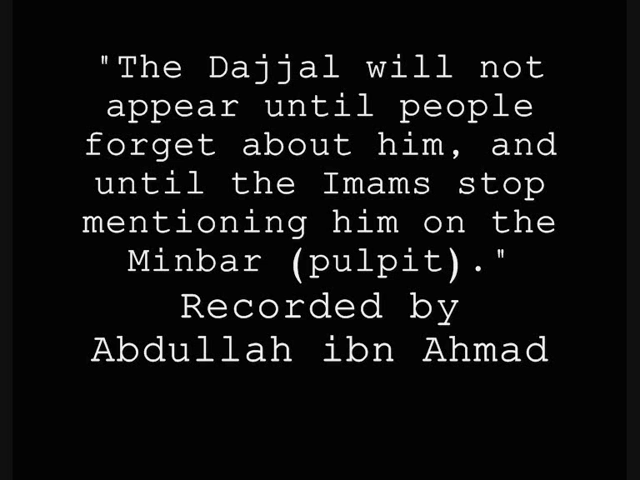 "The Dajjal will not
appear until people
forget about him, and
until the Imams stop
mentioning him on the
Minbar (pulpit)."
Recorded by
Abdullah ibn Ahmad